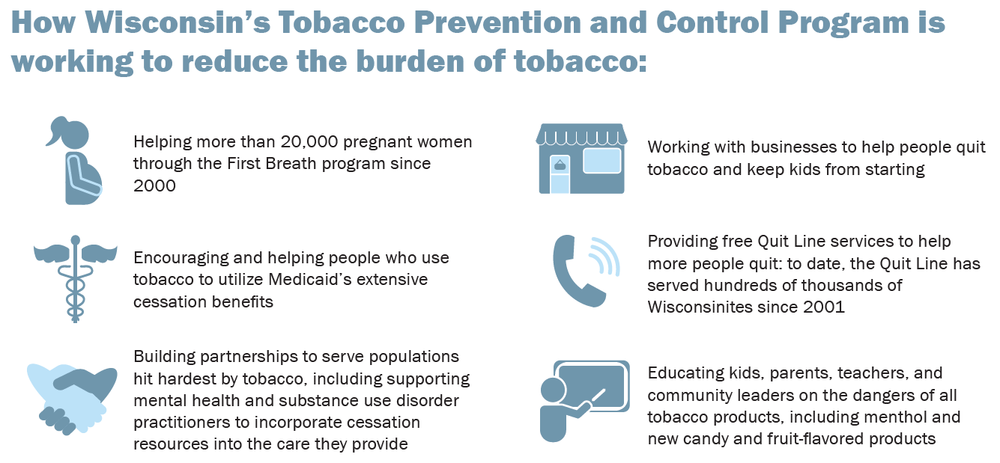 How Wisconsin's Tobacco Prevention and Control Program is
working to reduce the burden of tobacco:
Helping more than 20,000 pregnant women
through the First Breath program since
2000
Encouraging and helping people who use
tobacco to utilize Medicaid's extensive
cessation benefits
Building partnerships to serve populations
hit hardest by tobacco, including supporting
mental health and substance use disorder
practitioners to incorporate cessation
resources into the care they provide
Working with businesses to help people quit
tobacco and keep kids from starting
Providing free Quit Line services to help
more people quit: to date, the Quit Line has
served hundreds of thousands of
Wisconsinites since 2001
Educating kids, parents, teachers, and
community leaders on the dangers of all
tobacco products, including menthol and
new candy and fruit-flavored products